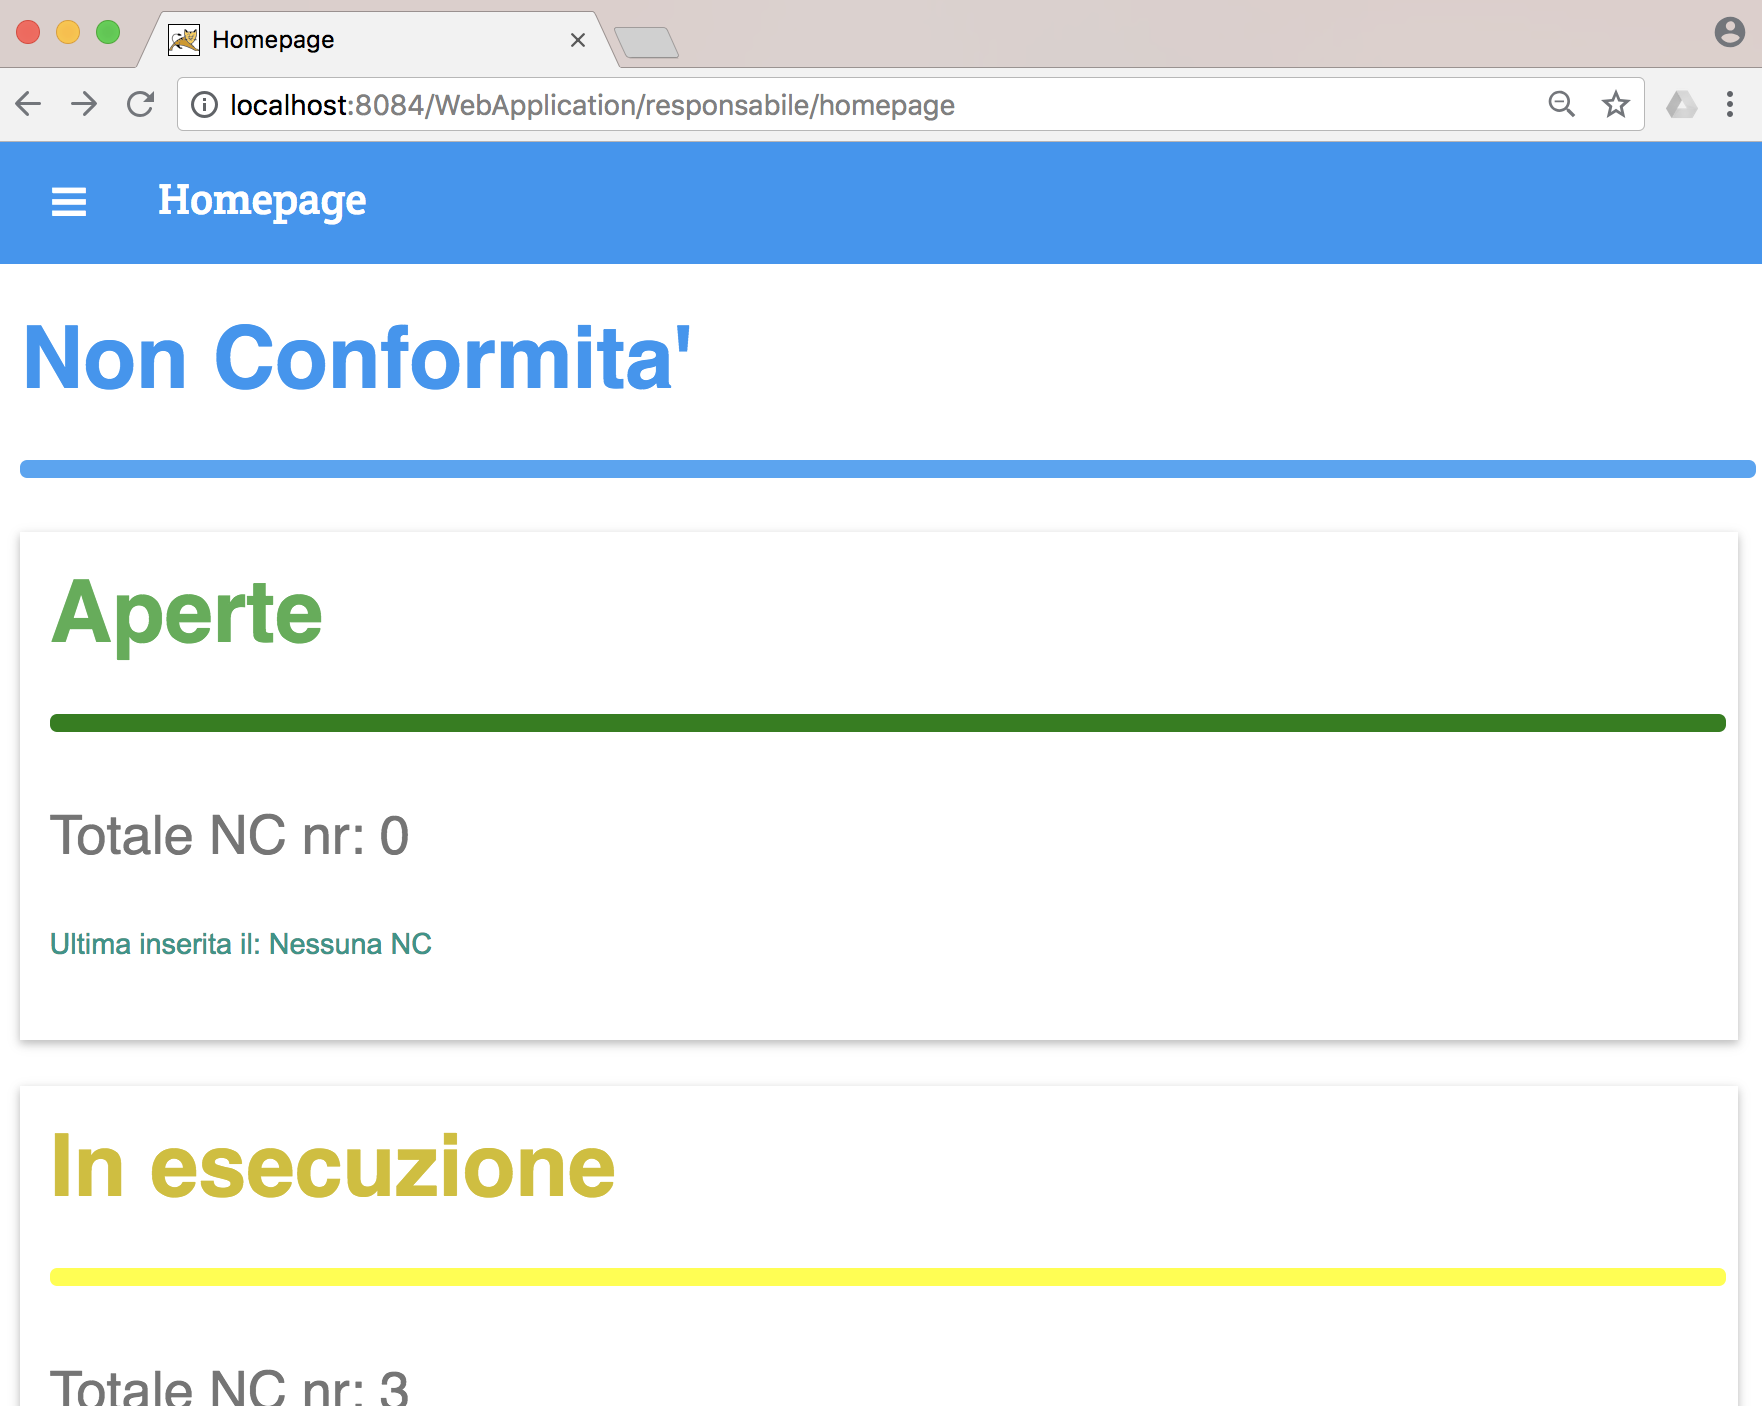 Homepage
localhost:8084/WebApplication/responsabile/homepage
Homepage
Non Conformita'
Aperte
Totale NC nr: 0
Ultima inserita il: Nessuna NC
In esecuzione
Totale NC nr: 3